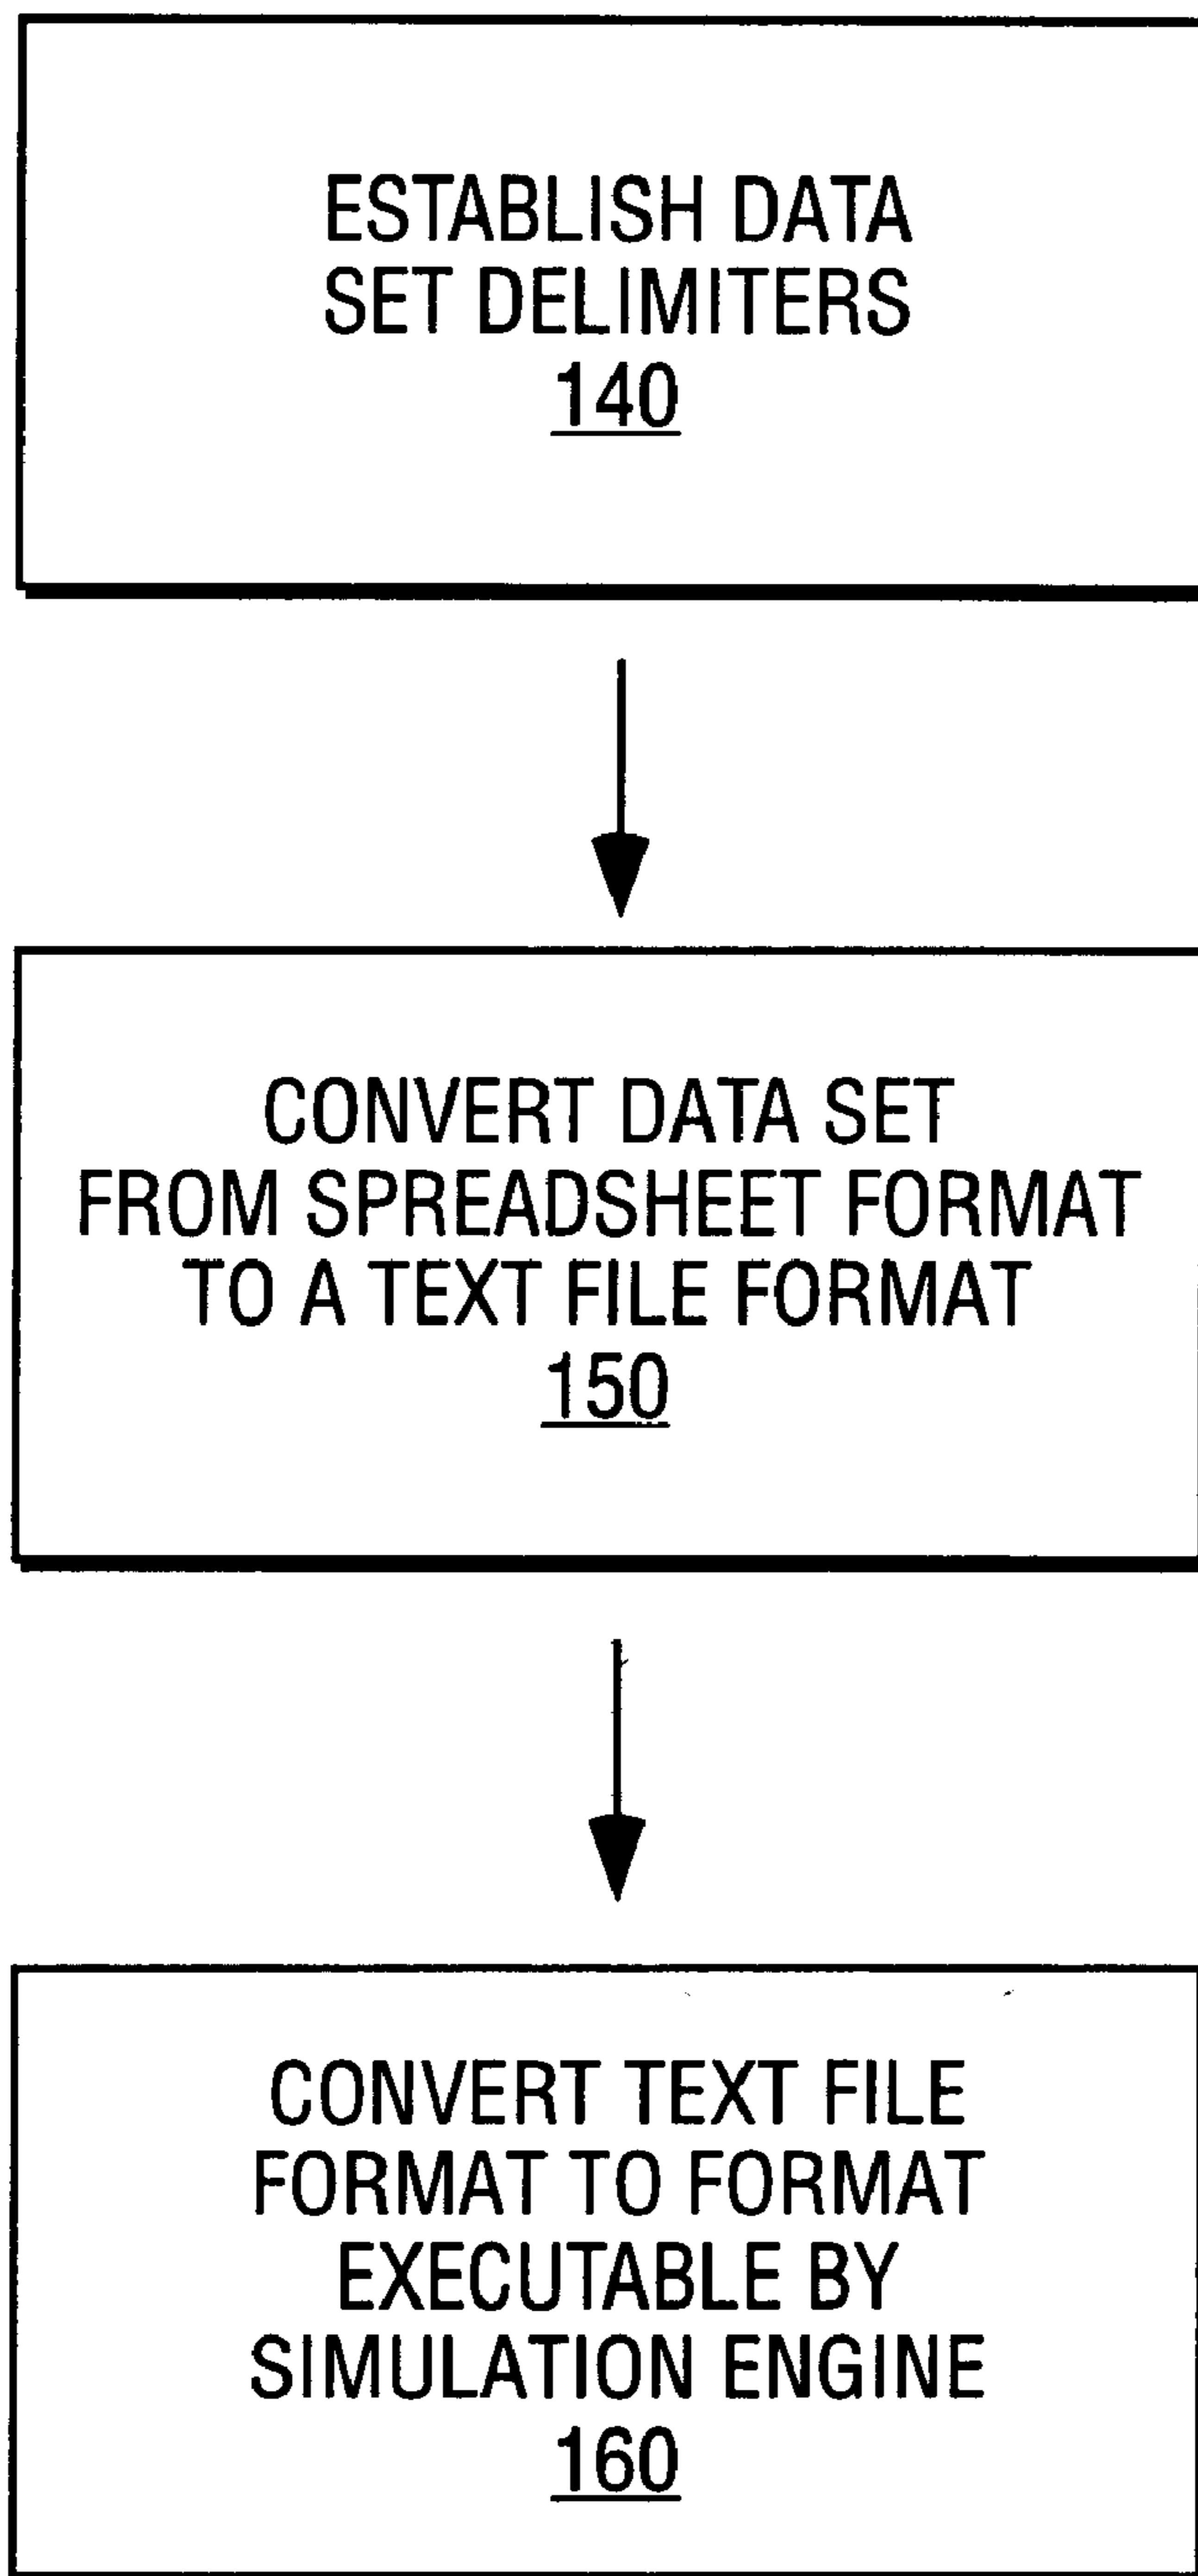 ESTABLISH DATA
SET DELIMITERS
140
CONVERT DATA SET
FROM SPREADSHEET FORMAT
TO A TEXT FILE FORMAT
150
CONVERT TEXT FILE
FORMAT TO FORMAT
EXECUTABLE BY
SIMULATION ENGINE
160